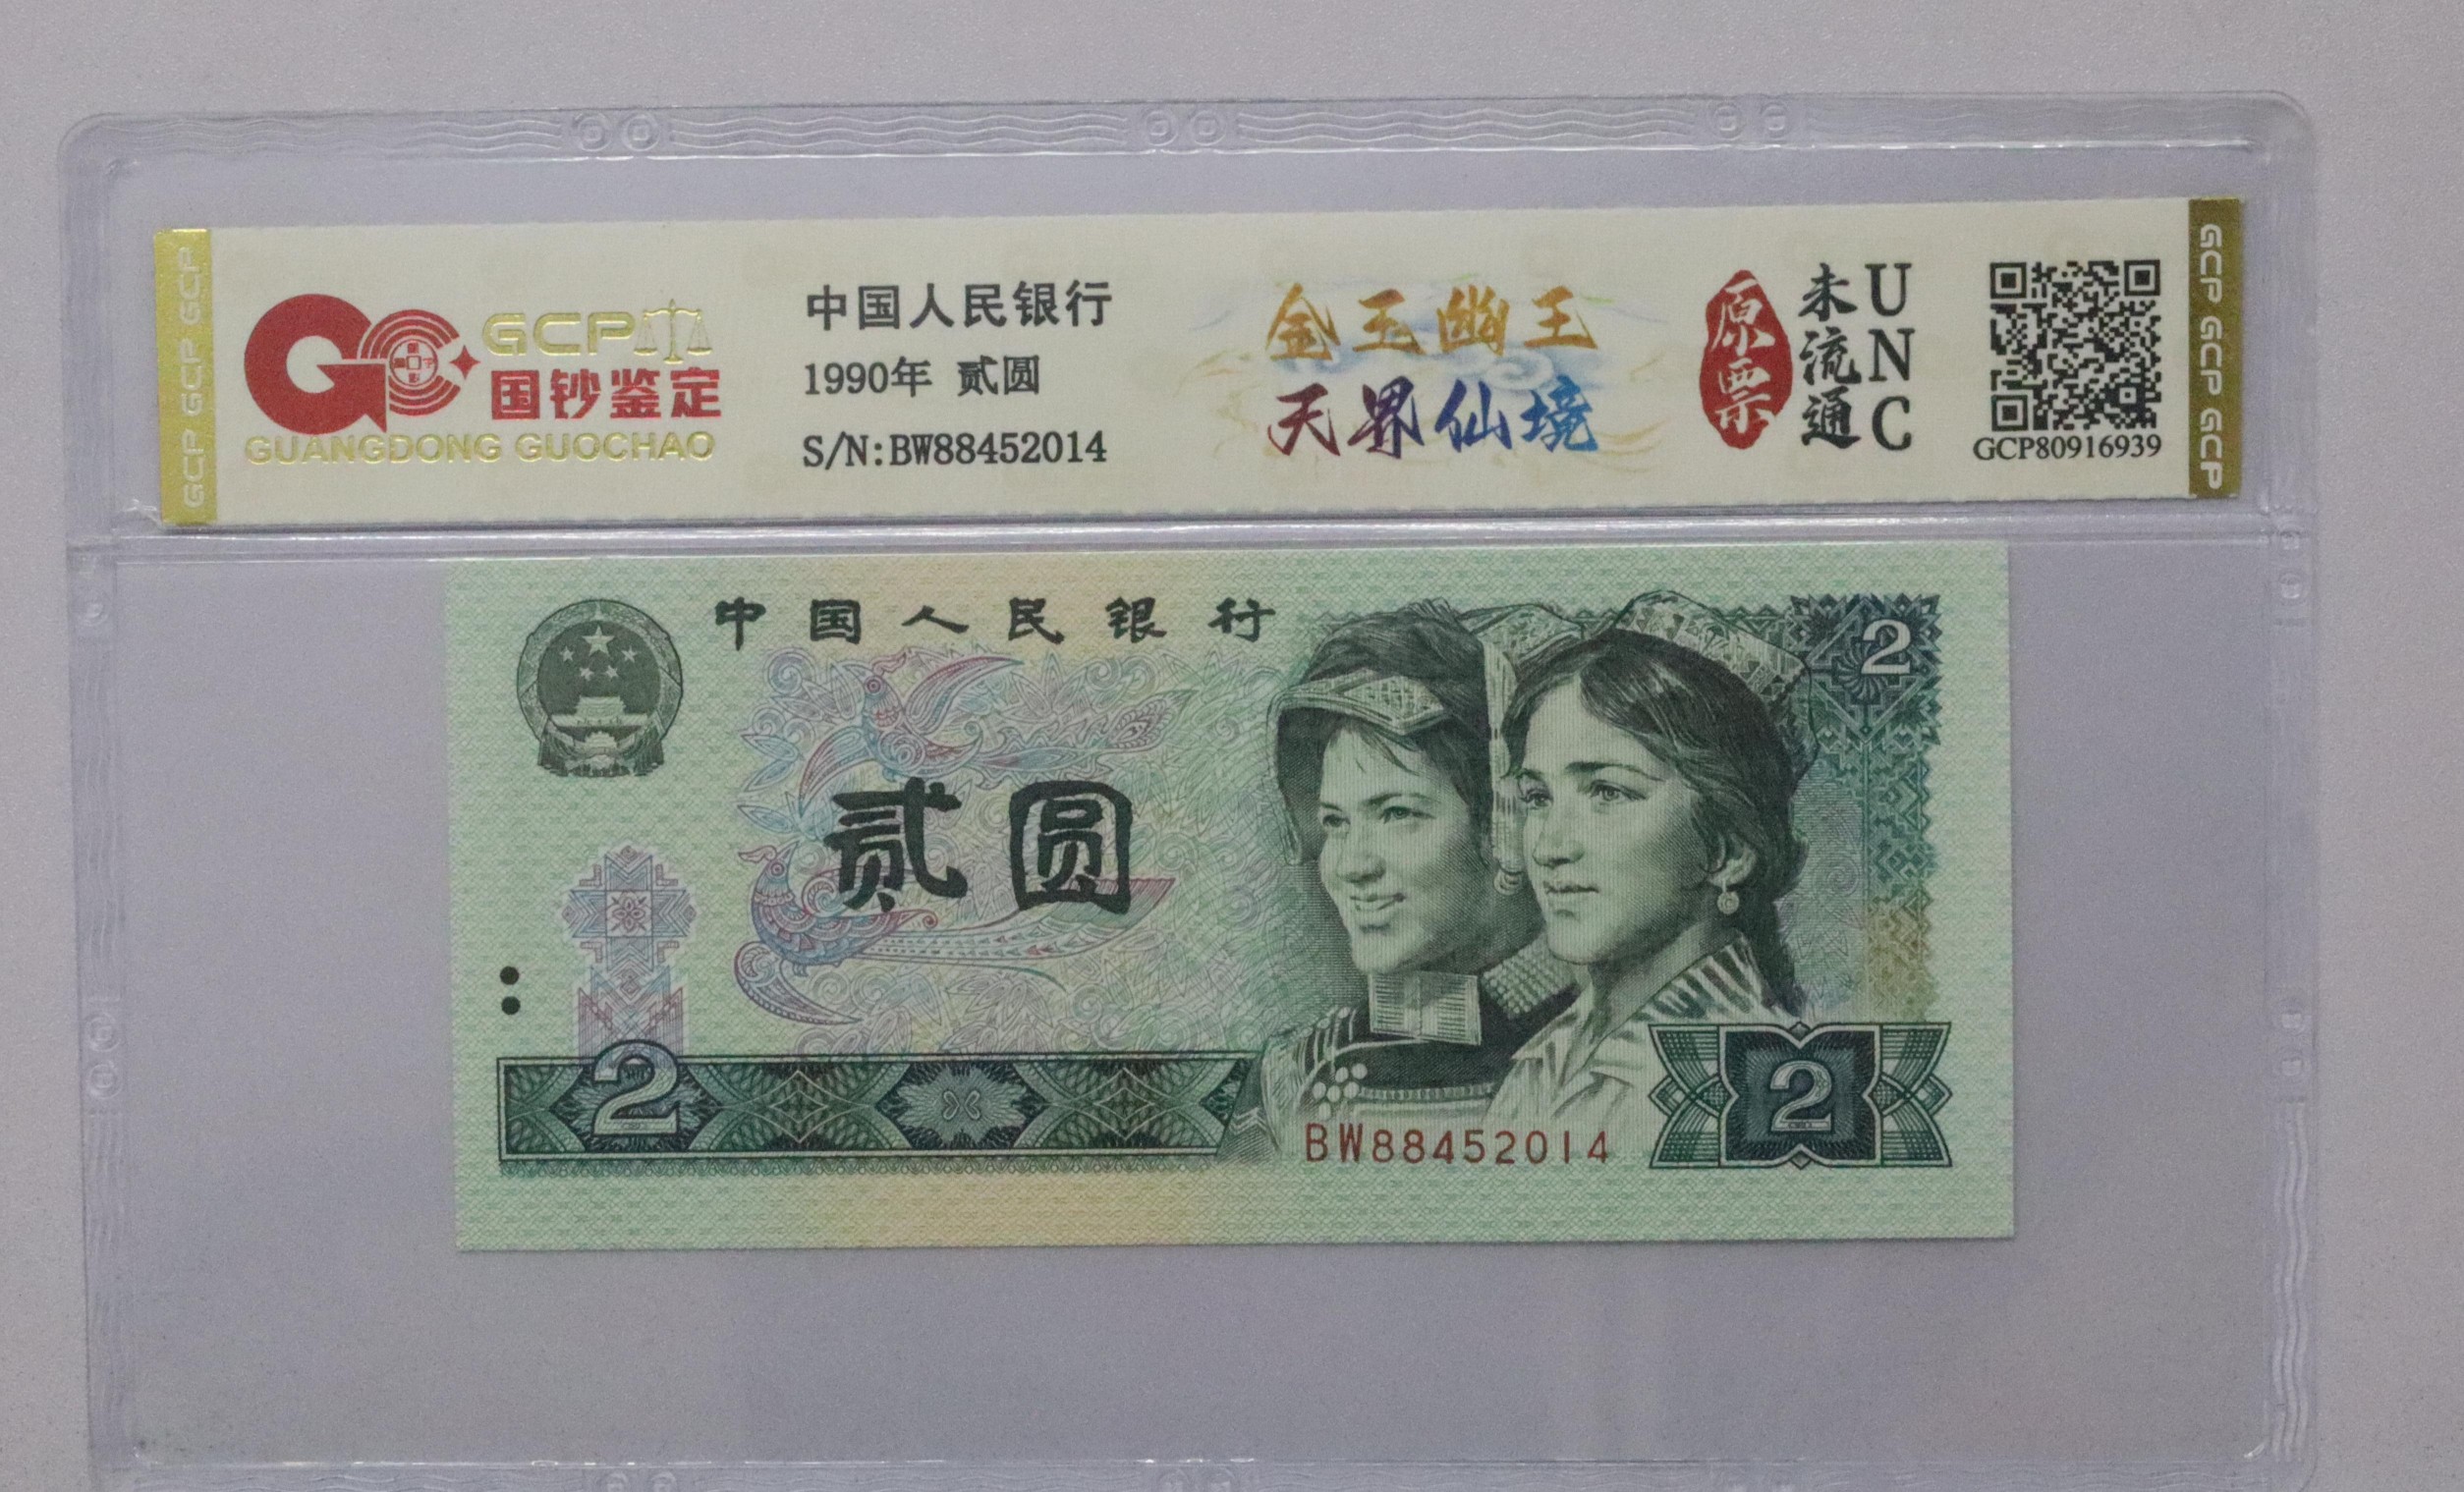 GCP GCP GCP
GCP
国钞鉴定
GUANGDONG GUOCHAO
中国人民银行
1990年 贰圆
S/N:BW88452014
金玉幽王
天界仙境
原票
未流通
UNC
GCP80916939
GCP GCP GCP
中国人民银行
2
贰圆
2
2
BW88452014